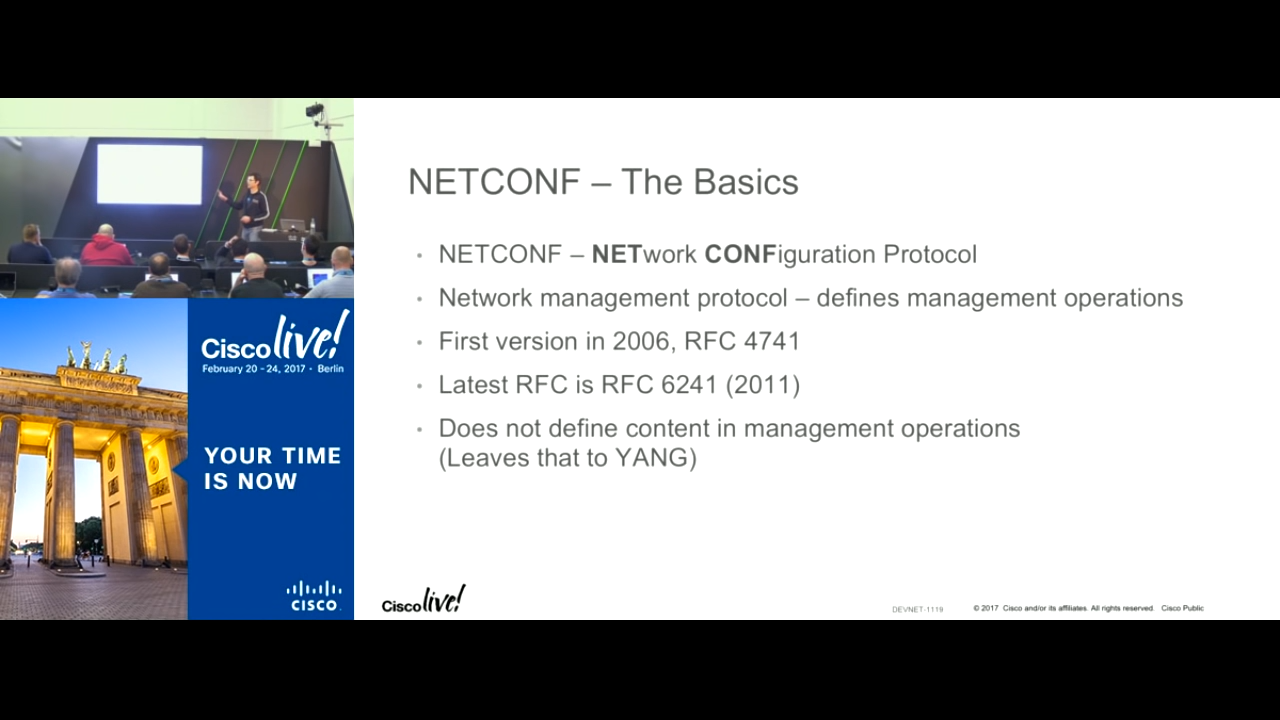 NETCONF – The Basics
• NETCONF – NETwork CONFiguration Protocol
• Network management protocol – defines management operations
• First version in 2006, RFC 4741
• Latest RFC is RFC 6241 (2011)
• Does not define content in management operations
(Leaves that to YANG)
Cisco live!
February 20 - 24, 2017 • Berlin
YOUR TIME
IS NOW
CISCO.
Cisco live!
DEVNET-1119
© 2017 Cisco and/or its affiliates. All rights reserved. Cisco Public